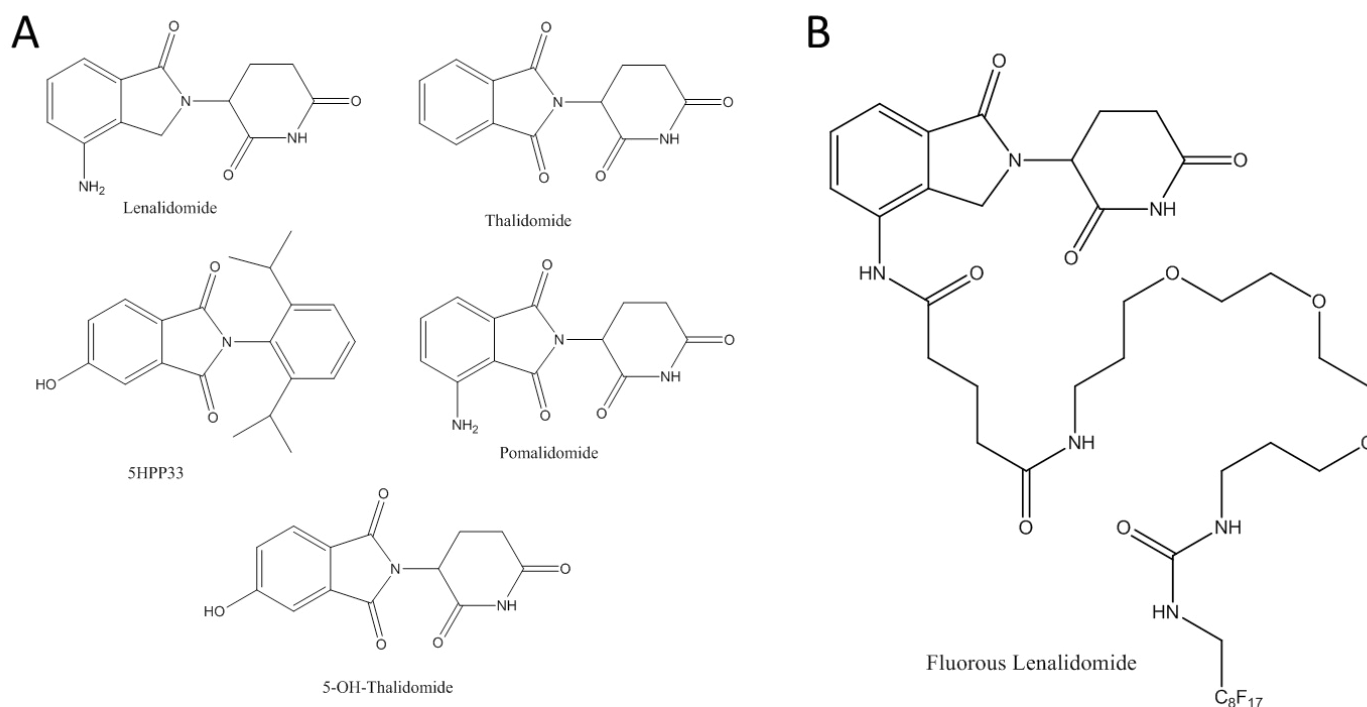 A
B
O
N
O
NH
O
NH₂
Lenalidomide
O
N
O
O
NH
O
Thalidomide
O
N
O
HO
5HPP33
O
N
O
O
NH
O
NH₂
Pomalidomide
O
N
O
O
NH
O
HO
5-OH-Thalidomide
O
N
O
NH
O
HN
O
O
O
NH
O
O
O
NH
HN
C₈F₁₇
Fluorous Lenalidomide